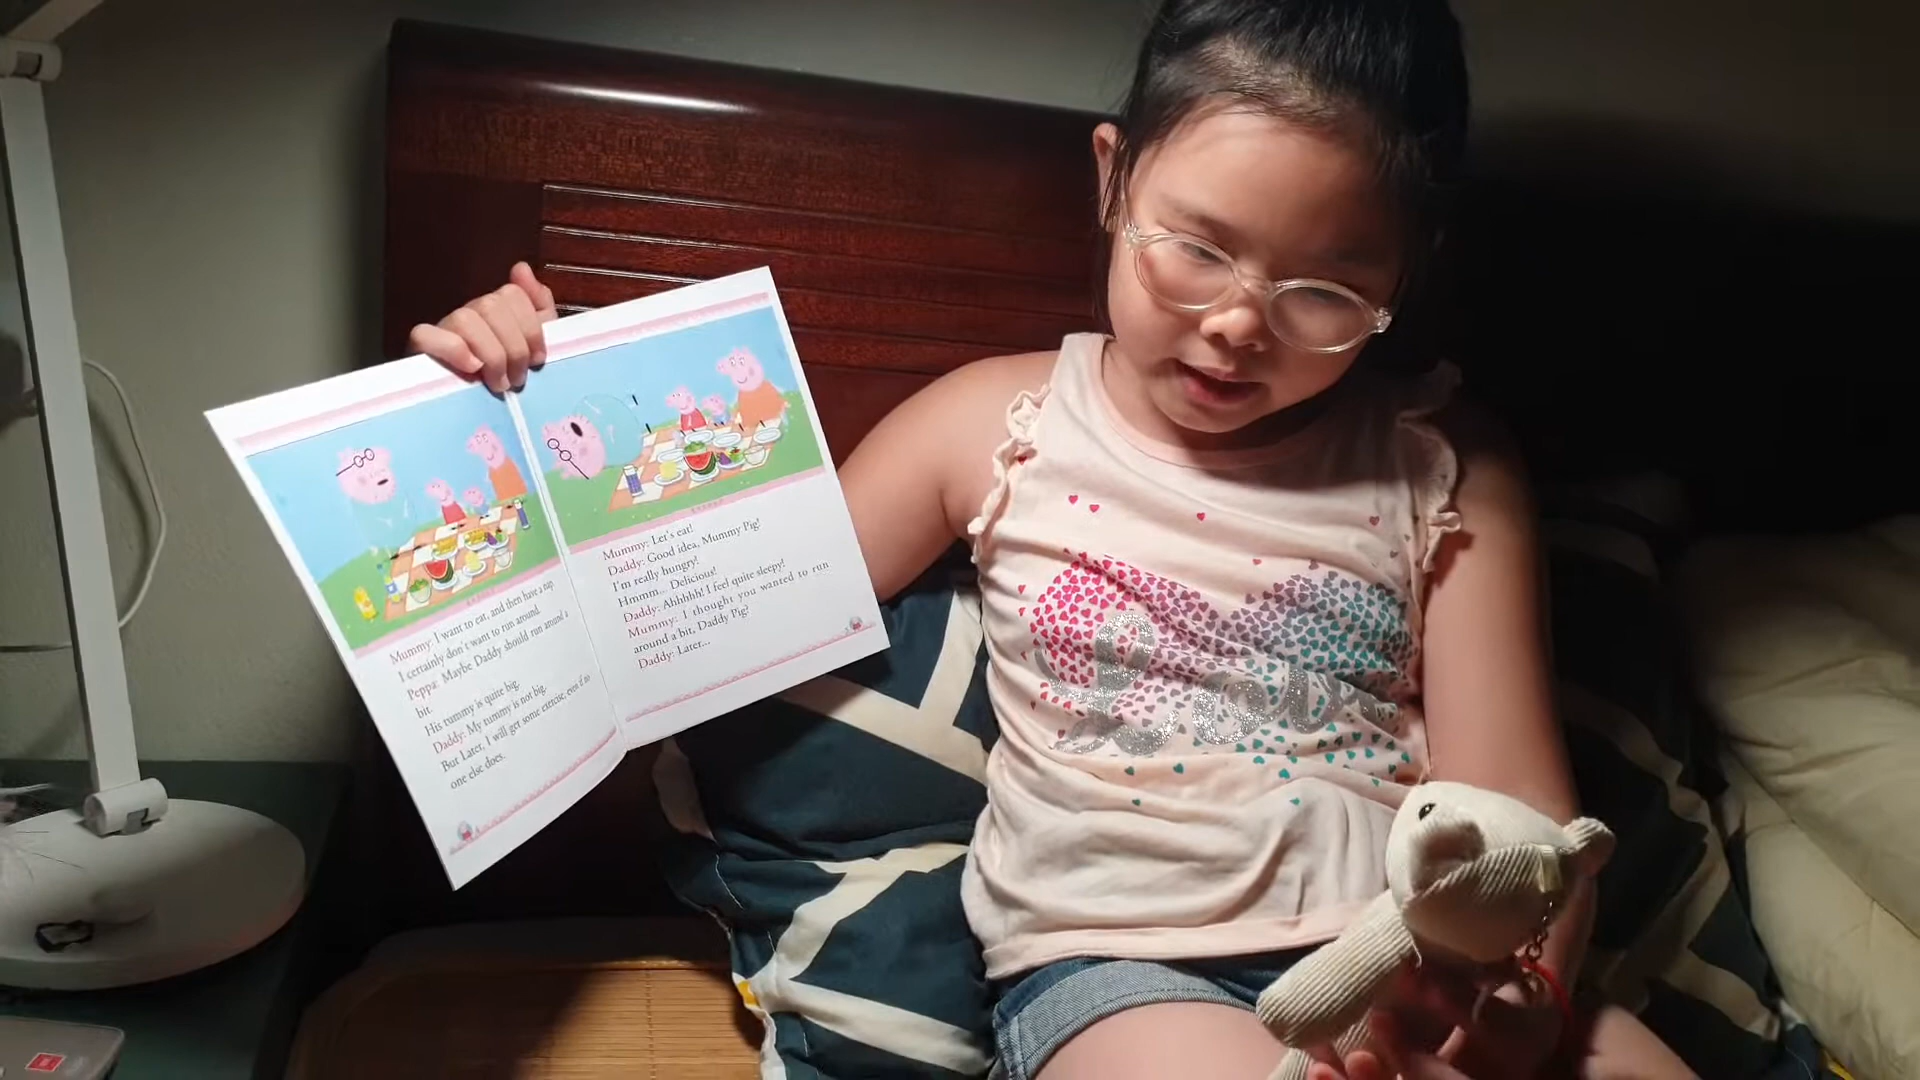 Mummy: I want to eat, and then have a nap.
I certainly don't want to run around.
Peppa: Maybe Daddy should run around a
bit.
His tummy is quite big.
Daddy: My tummy is not big.
But Later, I will get some exercise, even if no
one else does.
Mummy: Let's eat!
Daddy: Good idea, Mummy Pig!
I'm really hungry!
Hmmm... Delicious!
Daddy: Ahhhhh! I feel quite sleepy!
Mummy: I thought you wanted to run
around a bit, Daddy Pig?
Daddy: Later...
Love